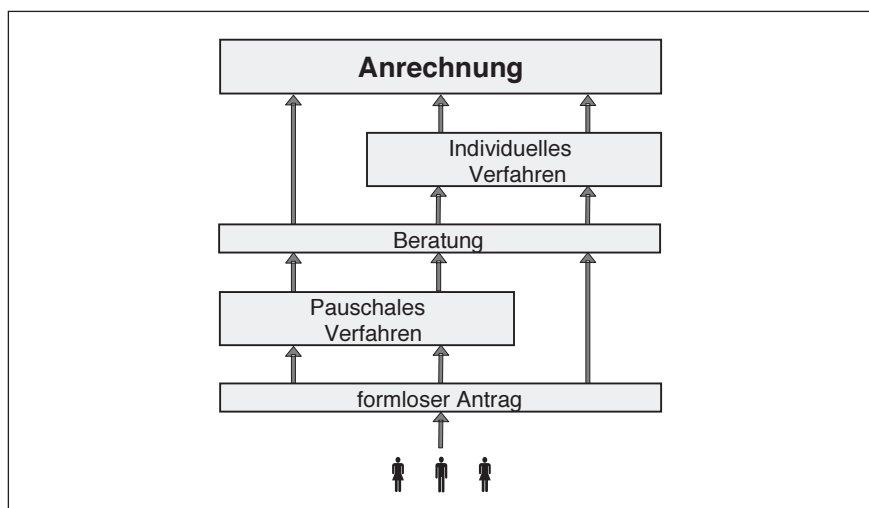 Anrechnung
Individuelles
Verfahren
Beratung
Pauschales
Verfahren
formloser Antrag